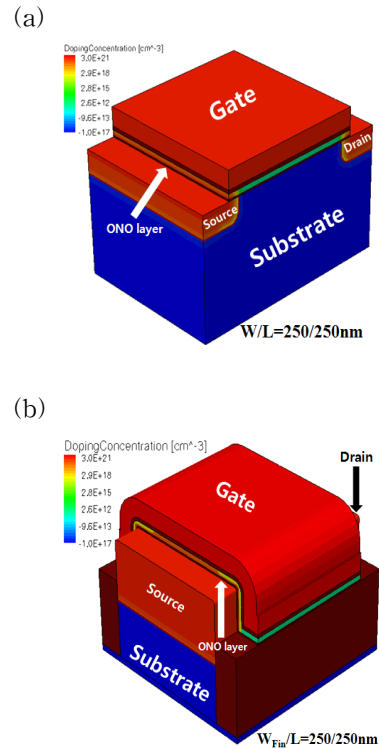 (a)
DopingConcentration [cm^-3]
3.0E+21
2.9E+18
2.8E+15
2.6E+12
-9.6E+13
-1.0E+17
Gate
Drain
Source
ONO layer
Substrate
W/L=250/250nm
(b)
DopingConcentration [cm^-3]
3.0E+21
2.9E+18
2.8E+15
2.6E+12
-9.6E+13
-1.0E+17
Drain
Gate
Source
ONO layer
Substrate
WFin/L=250/250nm